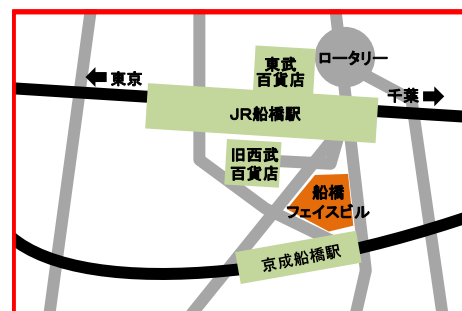 東武
百貨店
ロータリー
東京
千葉
JR船橋駅
旧西武
百貨店
船橋
フェイスビル
京成船橋駅